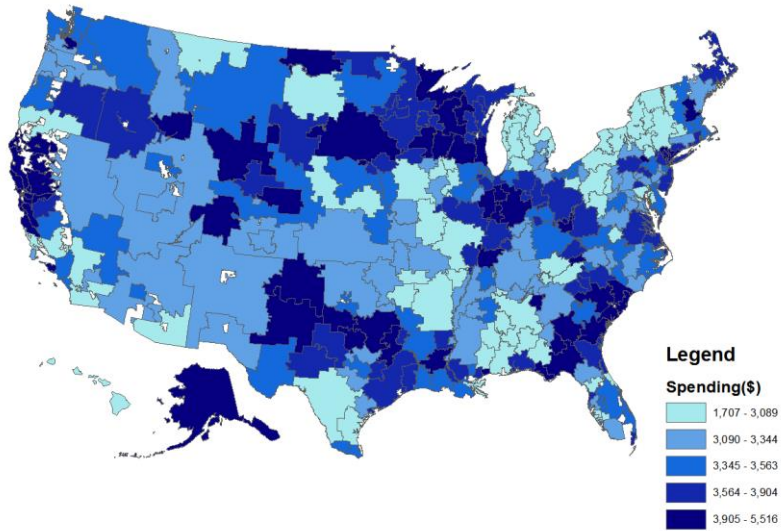 Legend
Spending($)
1,707 - 3,089
3,090 - 3,344
3,345 - 3,563
3,564 - 3,904
3,905 - 5,516